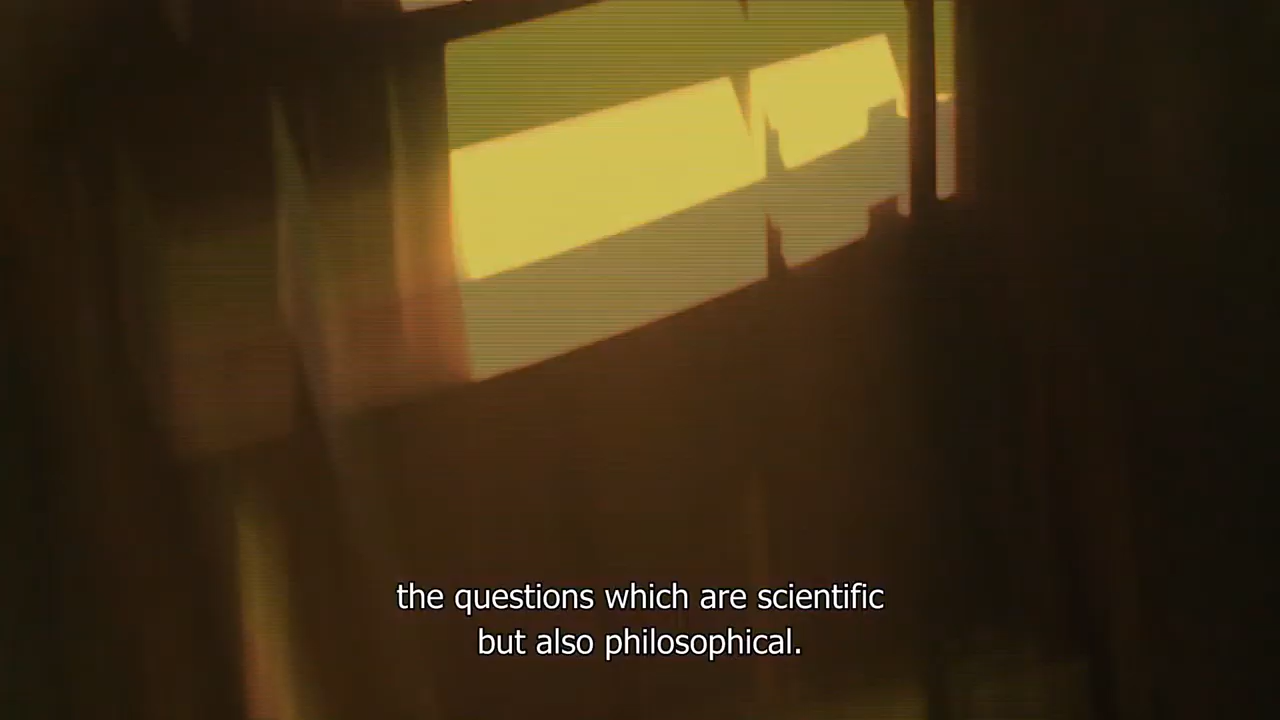 the questions which are scientific
but also philosophical.